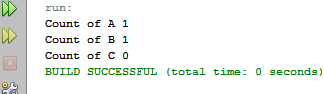 run:
Count of A 1
Count of B 1
Count of C 0
BUILD SUCCESSFUL (total time: 0 seconds)